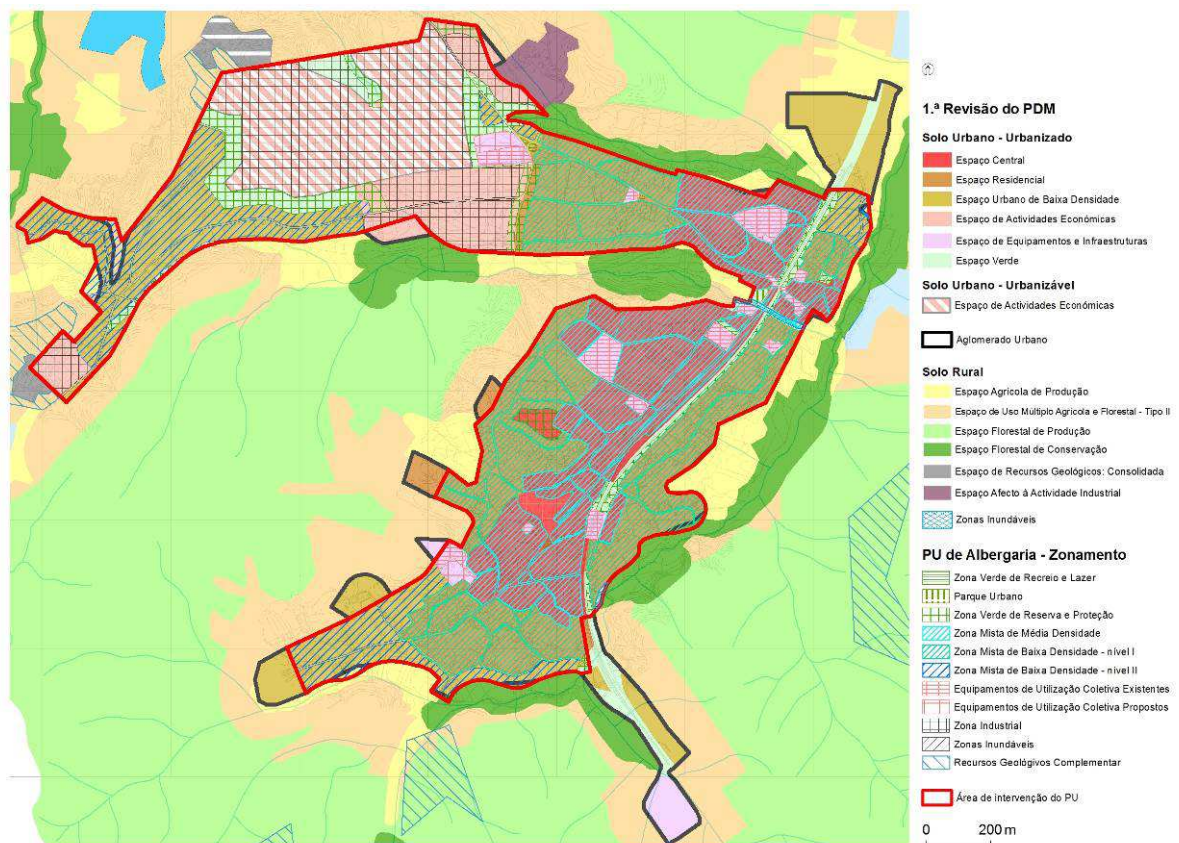 1.ª Revisão do PDM
Solo Urbano - Urbanizado
Espaço Central
Espaço Residencial
Espaço Urbano de Baixa Densidade
Espaço de Actividades Económicas
Espaço de Equipamentos e Infraestruturas
Espaço Verde
Solo Urbano - Urbanizável
Espaço de Actividades Económicas
Aglomerado Urbano
Solo Rural
Espaço Agrícola de Produção
Espaço de Uso Múltiplo Agrícola e Florestal - Tipo II
Espaço Florestal de Produção
Espaço Florestal de Conservação
Espaço de Recursos Geológicos: Consolidada
Espaço Afecto à Actividade Industrial
Zonas Inundáveis
PU de Albergaria - Zonamento
Zona Verde de Recreio e Lazer
Parque Urbano
Zona Verde de Reserva e Proteção
Zona Mista de Média Densidade
Zona Mista de Baixa Densidade - nível I
Zona Mista de Baixa Densidade - nível II
Equipamentos de Utilização Coletiva Existentes
Equipamentos de Utilização Coletiva Propostos
Zona Industrial
Zonas Inundáveis
Recursos Geológivos Complementar
Área de intervenção do PU
0 200 m